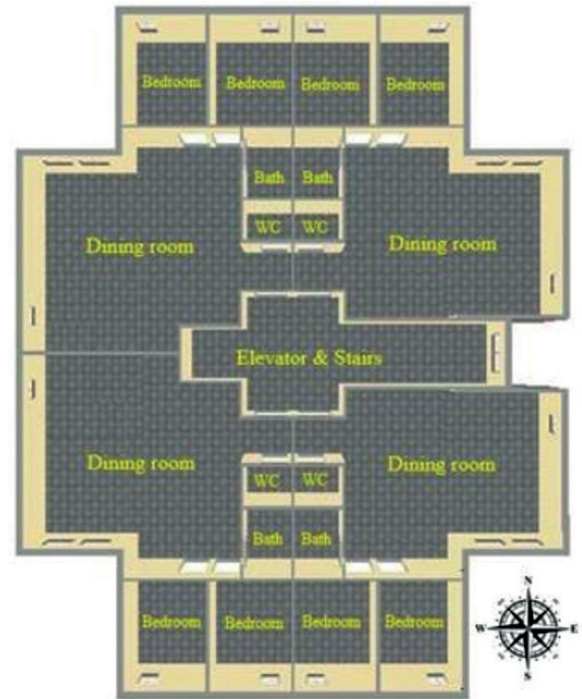 Bedroom Bedroom Bedroom Bedroom
Bath Bath
WC WC
Dining room Dining room
Elevator & Stairs
Dining room Dining room
WC WC
Bath Bath
Bedroom Bedroom Bedroom Bedroom
N
W E
S